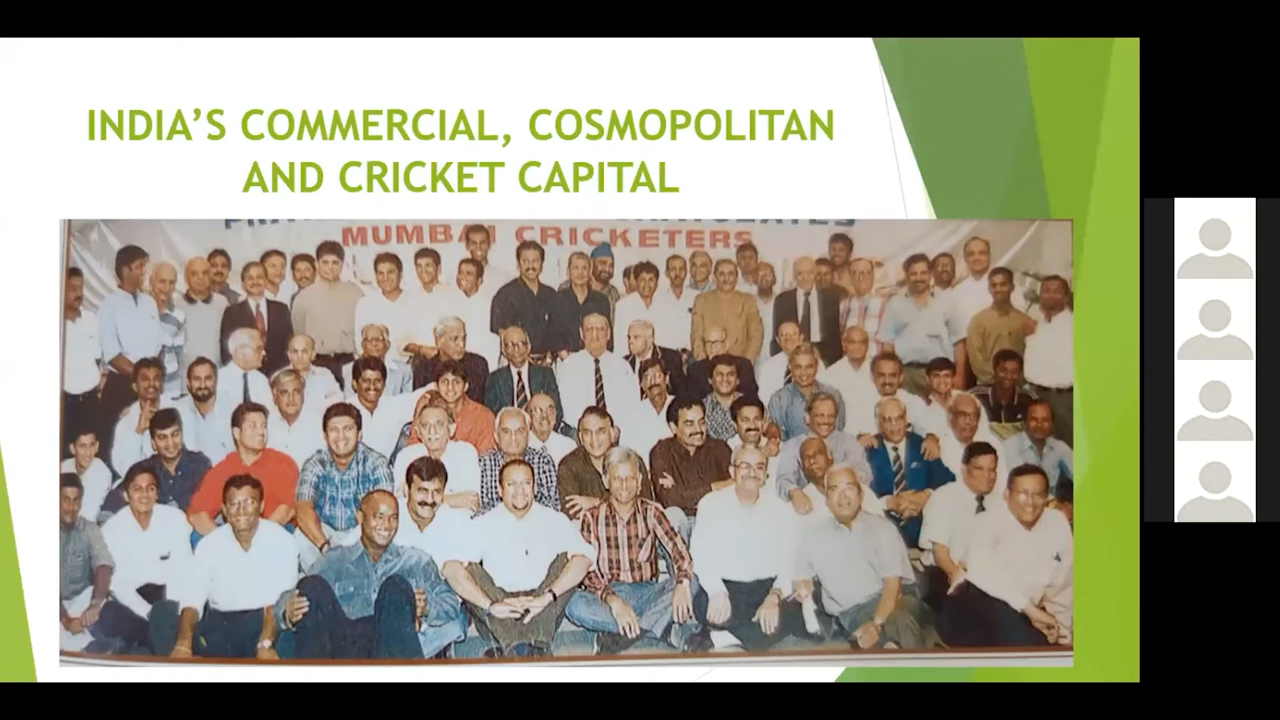 INDIA'S COMMERCIAL, COSMOPOLITAN
AND CRICKET CAPITAL
MUMBAI CRICKETERS